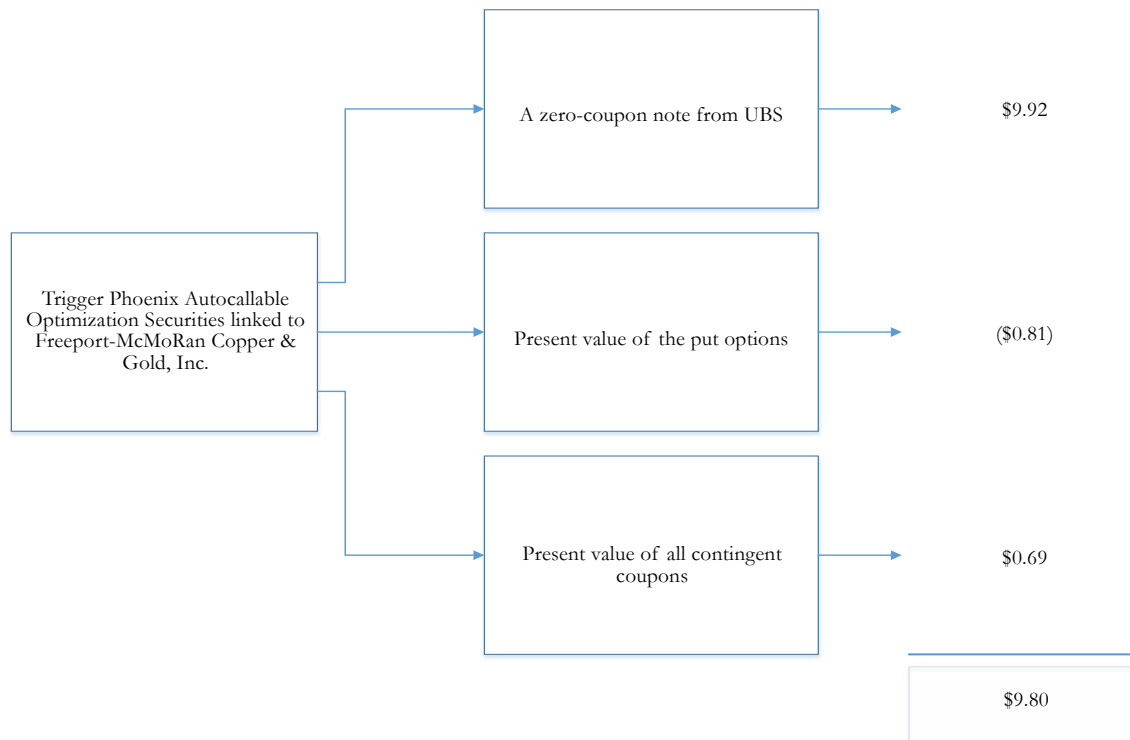 A zero-coupon note from UBS
$9.92
Trigger Phoenix Autocallable
Optimization Securities linked to
Freeport-McMoRan Copper &
Gold, Inc.
Present value of the put options
($0.81)
Present value of all contingent
coupons
$0.69
$9.80